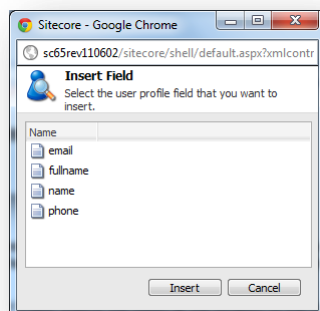 Sitecore - Google Chrome
sc65rev110602/sitecore/shell/default.aspx?xmlcontr
Insert Field
Select the user profile field that you want to
insert.
Name
email
fullname
name
phone
Insert Cancel